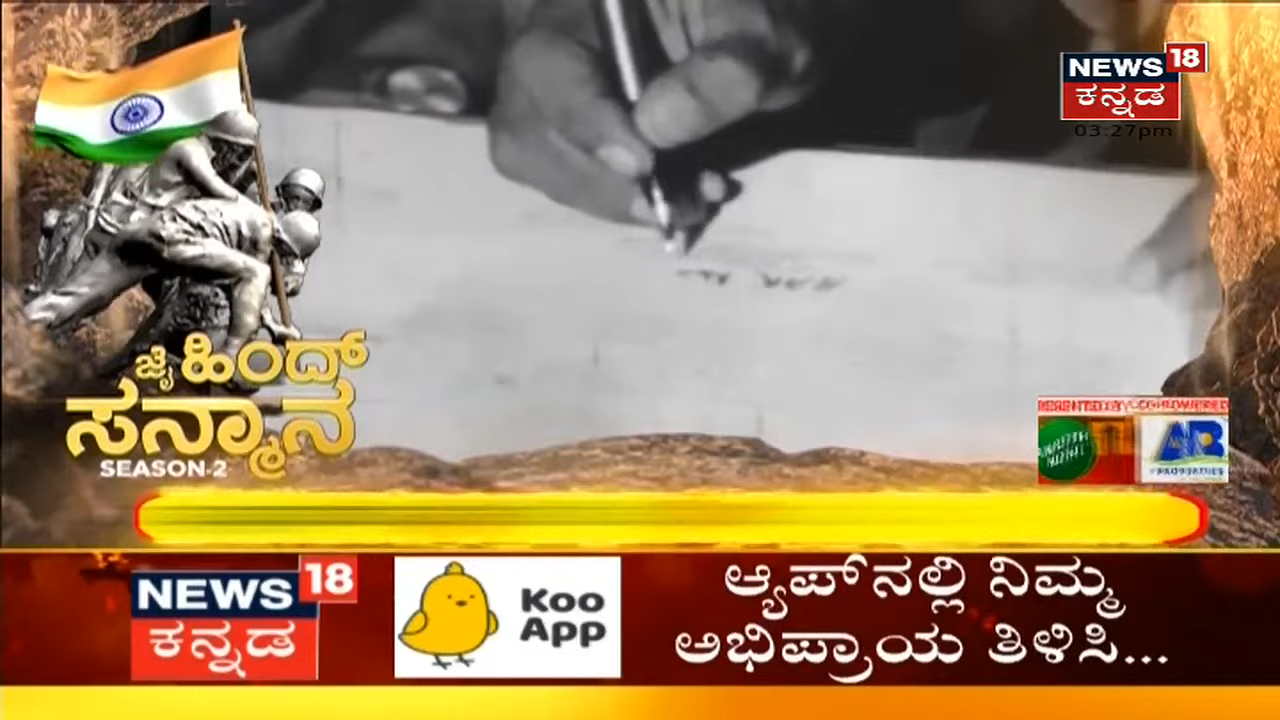 NEWS 18
ಕನ್ನಡ
03:27pm
ಜೈ ಹಿಂದ್
ಸನ್ಮಾನ
SEASON-2
PROPERTIES
NEWS 18
ಕನ್ನಡ
Koo
App
ಆ್ಯಪ್‌ನಲ್ಲಿ ನಿಮ್ಮ
ಅಭಿಪ್ರಾಯ ತಿಳಿಸಿ...